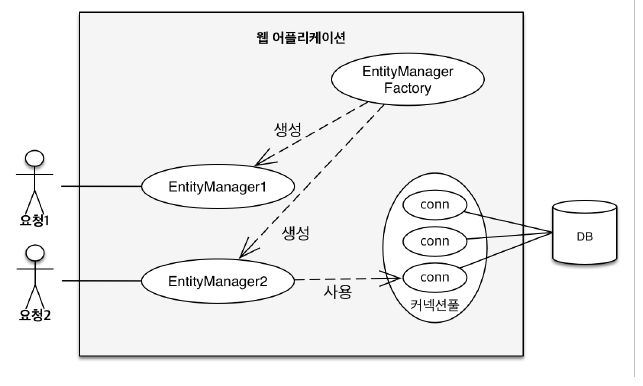 웹 어플리케이션
EntityManager
Factory
생성
EntityManager1
요청1
생성
EntityManager2
요청2
사용
conn
conn
conn
커넥션풀
DB